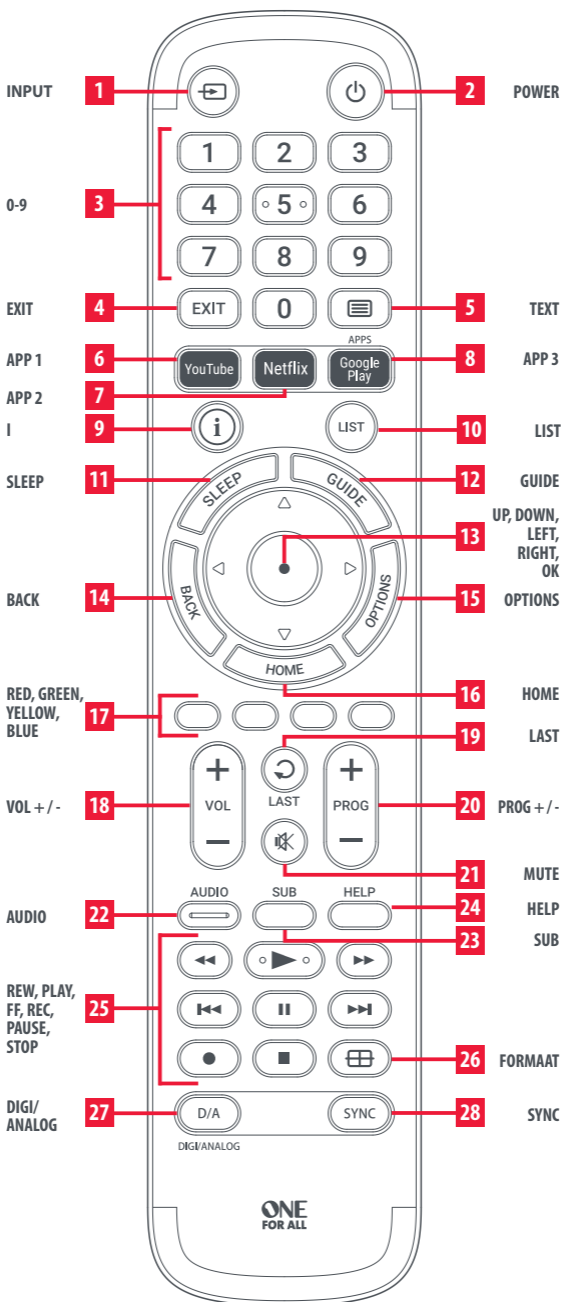 INPUT 1 2 POWER
1 2 3
0-9 3 4 5 6
7 8 9
EXIT 4 EXIT 0 5 TEXT
APPS
APP 1 6 YouTube Netflix Google Play 8 APP 3
APP 2 7
I 9 i LIST 10 LIST
SLEEP 11 SLEEP GUIDE 12 GUIDE
13 UP, DOWN,
LEFT,
RIGHT,
OK
BACK 14 BACK OPTIONS 15 OPTIONS
HOME 16 HOME
RED, GREEN,
YELLOW,
BLUE 17
19 LAST
VOL + / - 18 + VOL − LAST + PROG − 20 PROG + / -
21 MUTE
AUDIO SUB HELP
AUDIO 22 24 HELP
23 SUB
REW, PLAY,
FF, REC,
PAUSE,
STOP 25
26 FORMAAT
DIGI/
ANALOG 27 D/A SYNC 28 SYNC
DIGI/ANALOG
ONE
FOR ALL